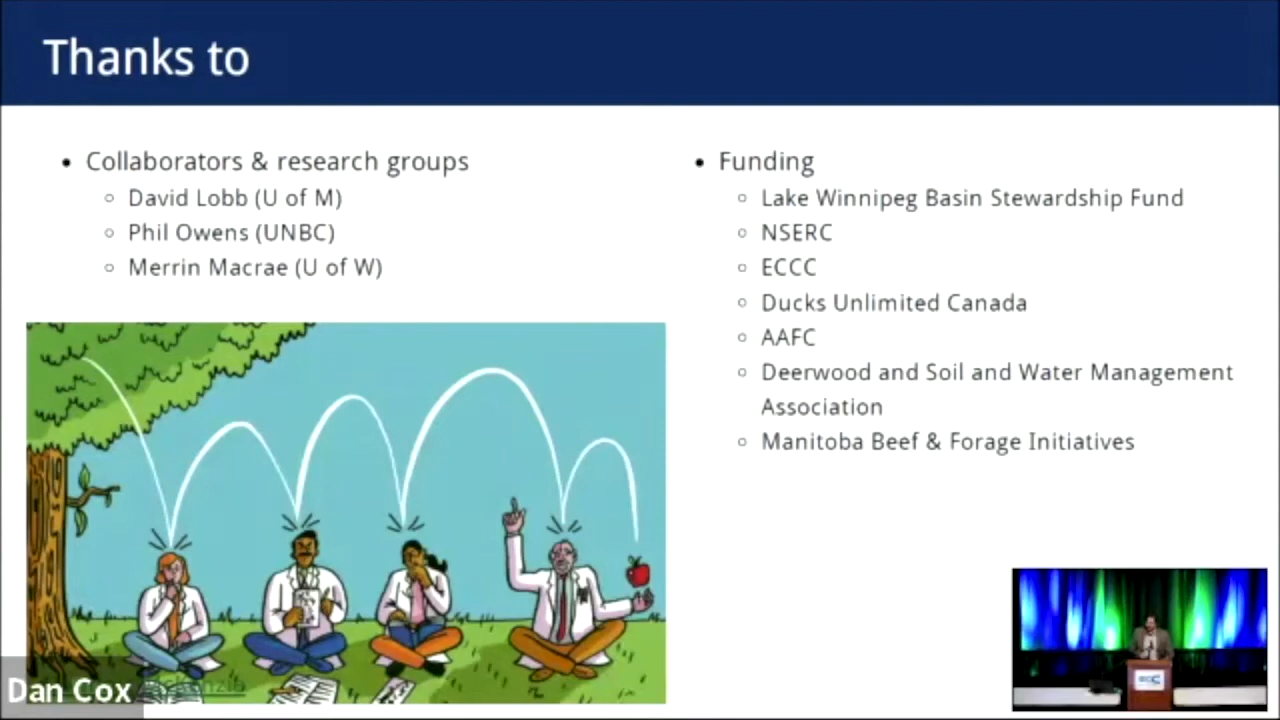 Thanks to
Collaborators & research groups
David Lobb (U of M)
Phil Owens (UNBC)
Merrin Macrae (U of W)
Funding
Lake Winnipeg Basin Stewardship Fund
NSERC
ECCC
Ducks Unlimited Canada
AAFC
Deerwood and Soil and Water Management
Association
Manitoba Beef & Forage Initiatives
Dan Cox